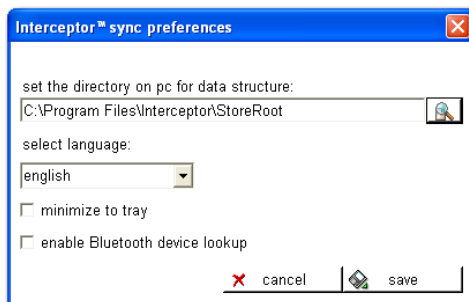 Interceptor™ sync preferences
set the directory on pc for data structure:
C:\Program Files\Interceptor\StoreRoot
select language:
english
minimize to tray
enable Bluetooth device lookup
cancel save